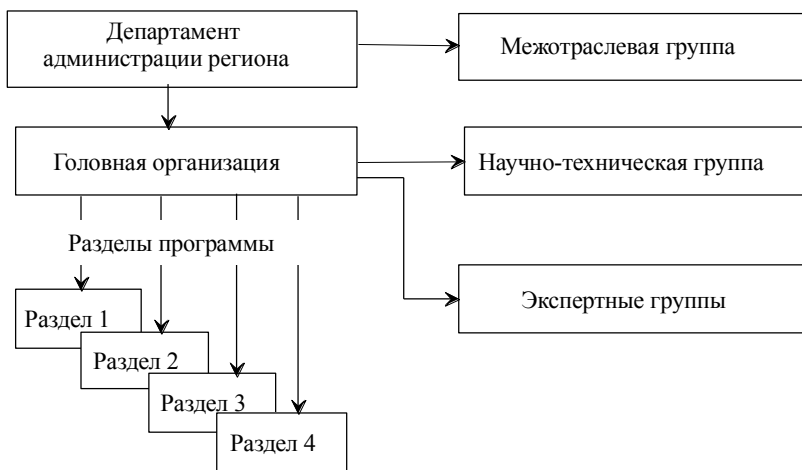 Департамент
администрации региона
Межотраслевая группа
Головная организация
Научно-техническая группа
Разделы программы
Экспертные группы
Раздел 1
Раздел 2
Раздел 3
Раздел 4